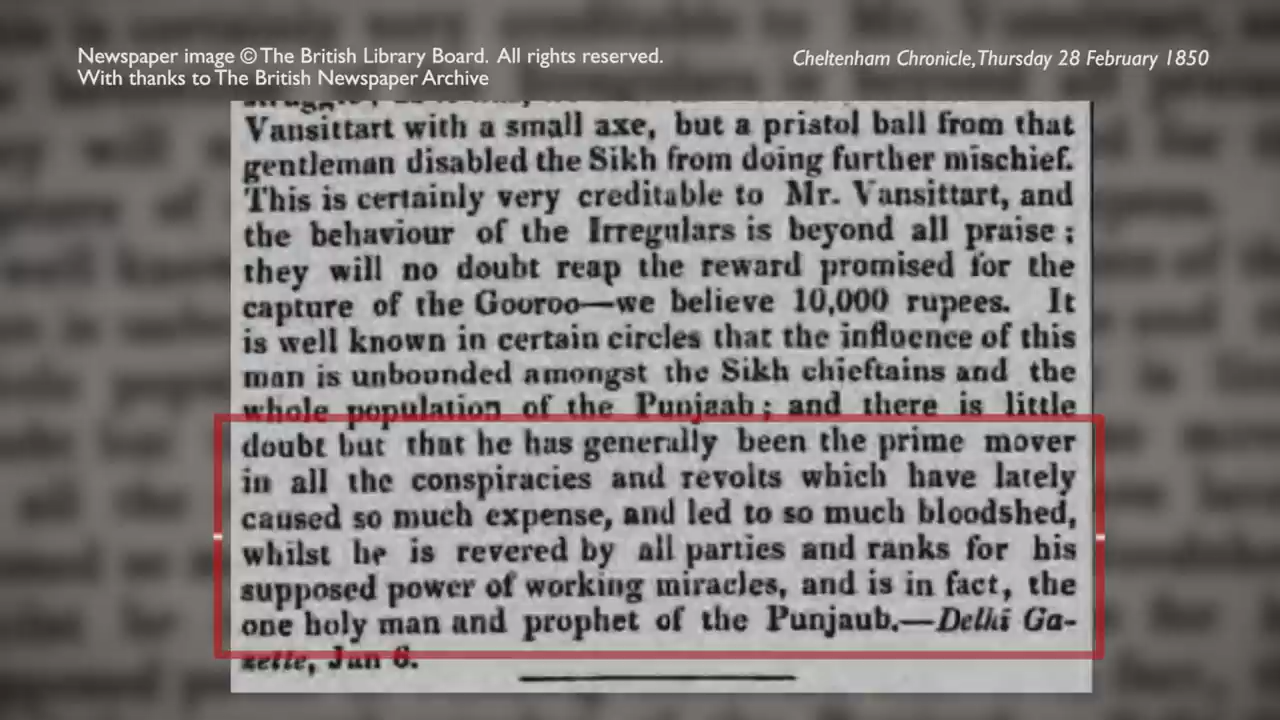 Newspaper image © The British Library Board. All rights reserved.
With thanks to The British Newspaper Archive
Cheltenham Chronicle, Thursday 28 February 1850
Vansittart with a small axe, but a pristol ball from that
gentleman disabled the Sikh from doing further mischief.
This is certainly very creditable to Mr. Vansittart, and
the behaviour of the Irregulars is beyond all praise;
they will no doubt reap the reward promised for the
capture of the Gooroo—we believe 10,000 rupees. It
is well known in certain circles that the influence of this
man is unbounded amongst the Sikh chieftains and the
whole population of the Punjaab; and there is little
doubt but that he has generally been the prime mover
in all the conspiracies and revolts which have lately
caused so much expense, and led to so much bloodshed,
whilst he is revered by all parties and ranks for his
supposed power of working miracles, and is in fact, the
one holy man and prophet of the Punjaub.—Delhi Ga-
zette, Jan 6.